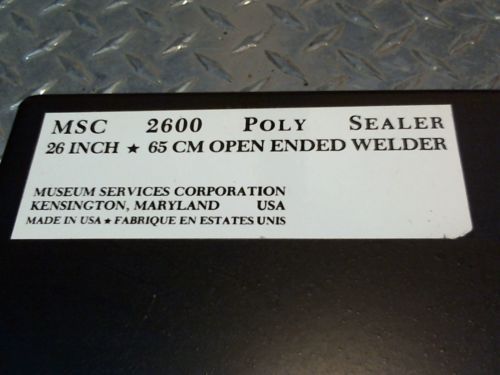 MSC 2600 POLY SEALER
26 INCH ★ 65 CM OPEN ENDED WELDER
MUSEUM SERVICES CORPORATION
KENSINGTON, MARYLAND USA
MADE IN USA ★ FABRIQUE EN ESTATES UNIS